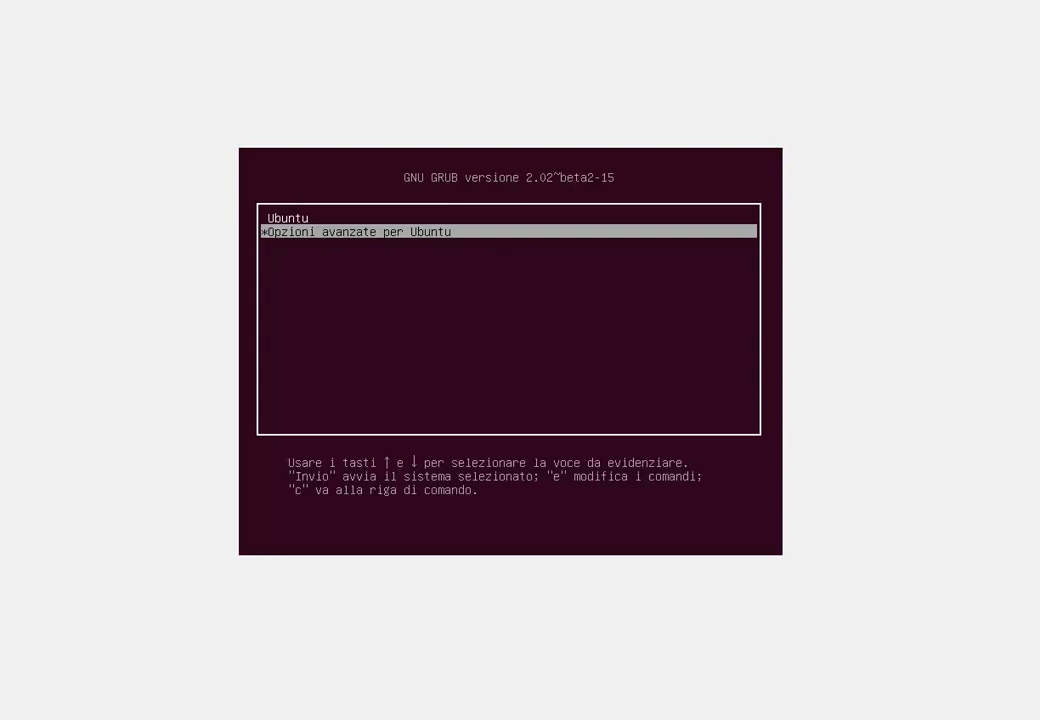 GNU GRUB versione 2.02~beta2-15
Ubuntu
*Opzioni avanzate per Ubuntu
Usare i tasti ↑ e ↓ per selezionare la voce da evidenziare.
"Invio" avvia il sistema selezionato; "e" modifica i comandi;
"c" va alla riga di comando.